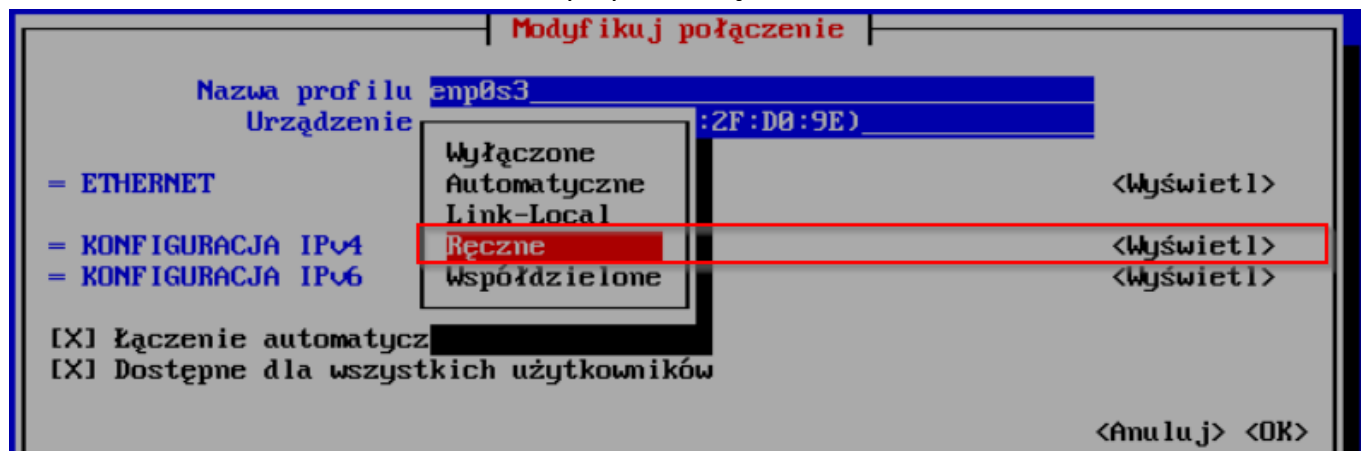 Modyfikuj połączenie
Nazwa profilu enp0s3
Urządzenie :2F:D0:9E)
Wyłączone
= ETHERNET Automatyczne <Wyświetl>
Link-Local
= KONFIGURACJA IPv4 Ręczne <Wyświetl>
= KONFIGURACJA IPv6 Współdzielone <Wyświetl>
[X] Łączenie automatycz
[X] Dostępne dla wszystkich użytkowników
<Anuluj> <OK>